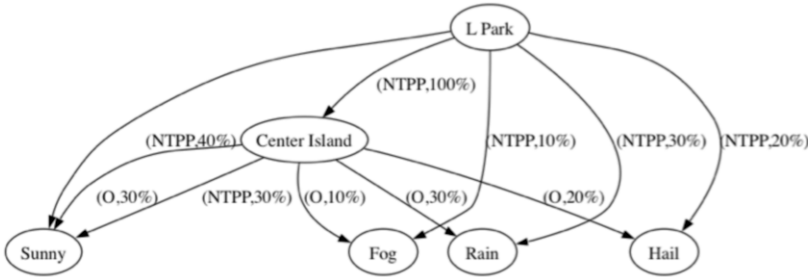 L Park
(NTPP,100%)
(NTPP,40%)
Center Island
(NTPP,10%)
(NTPP,30%)
(NTPP,20%)
(O,30%)
(NTPP,30%)
(O,10%)
(O,30%)
(O,20%)
Sunny
Fog
Rain
Hail